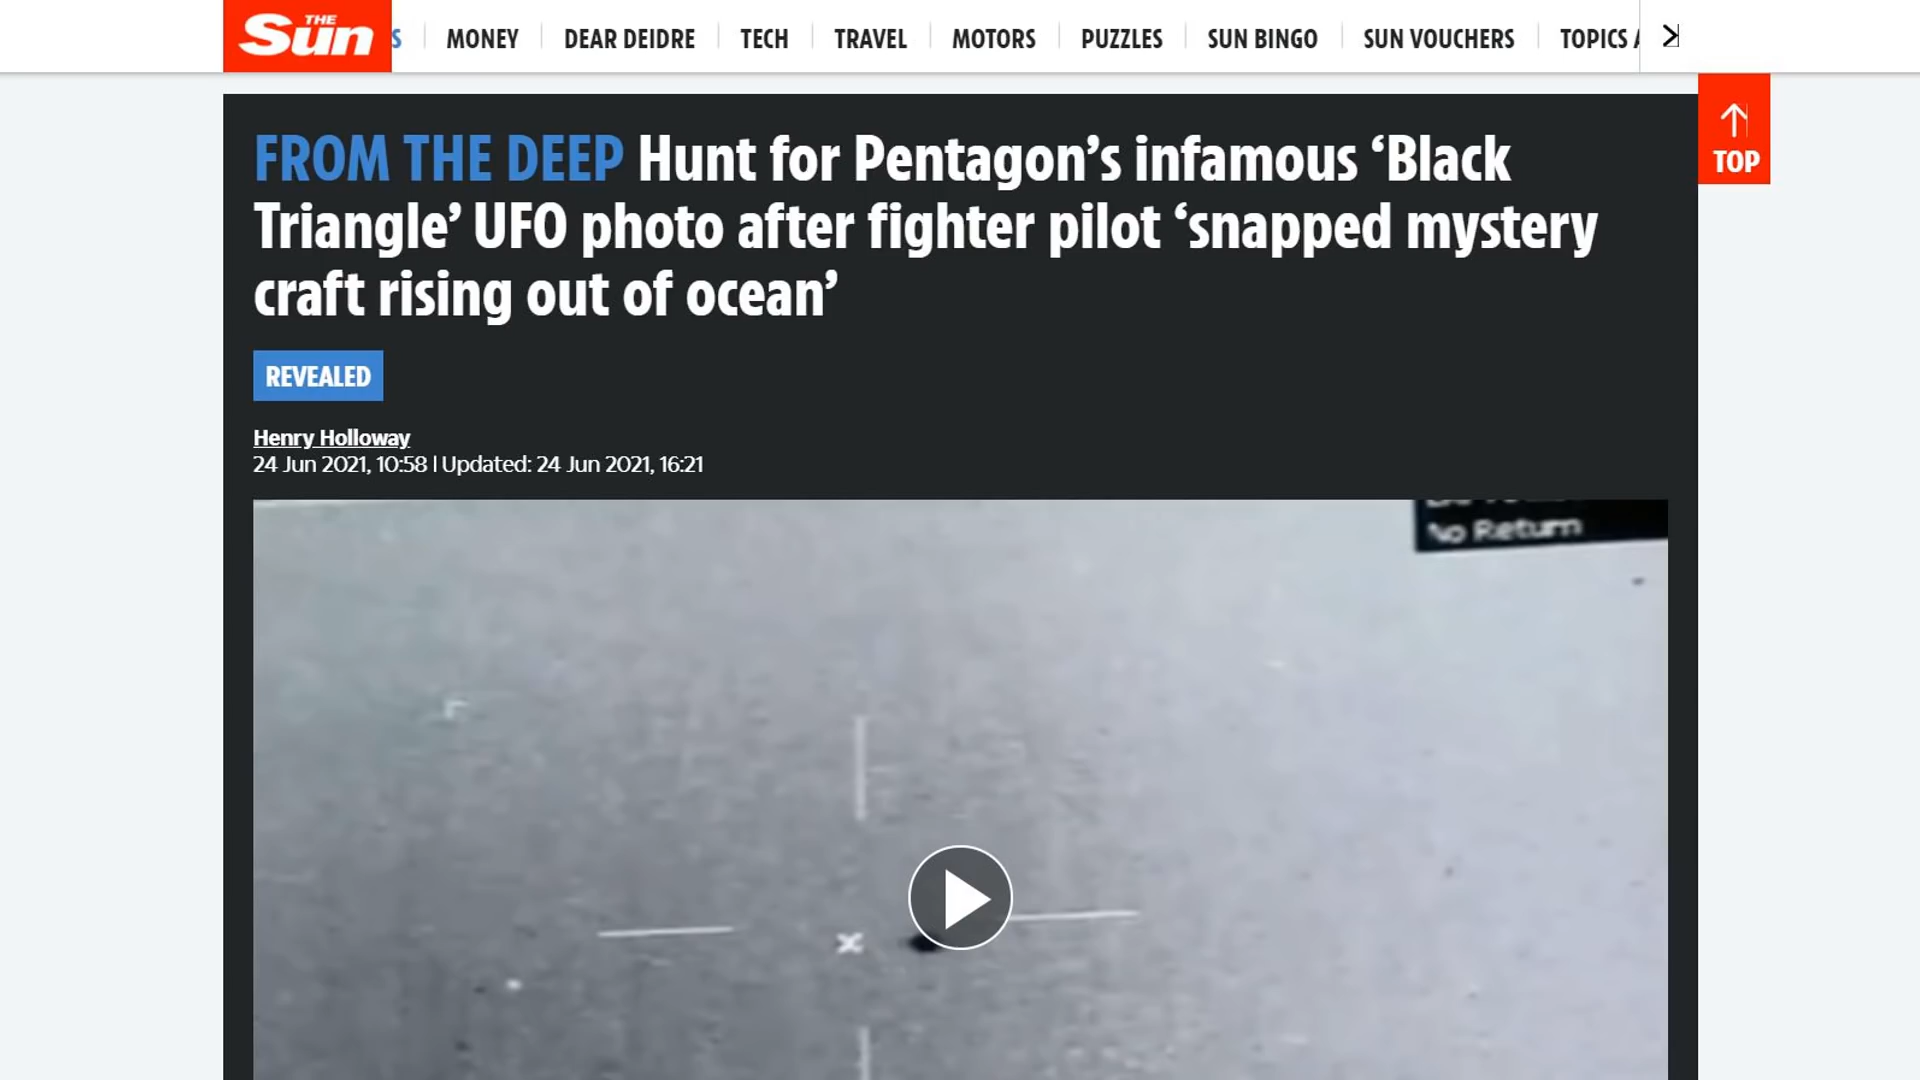 THE
Sun
S
MONEY
DEAR DEIDRE
TECH
TRAVEL
MOTORS
PUZZLES
SUN BINGO
SUN VOUCHERS
TOPICS
TOP
FROM THE DEEP Hunt for Pentagon’s infamous ‘Black
Triangle’ UFO photo after fighter pilot ‘snapped mystery
craft rising out of ocean’
REVEALED
Henry Holloway
24 Jun 2021, 10:58 | Updated: 24 Jun 2021, 16:21
No Return